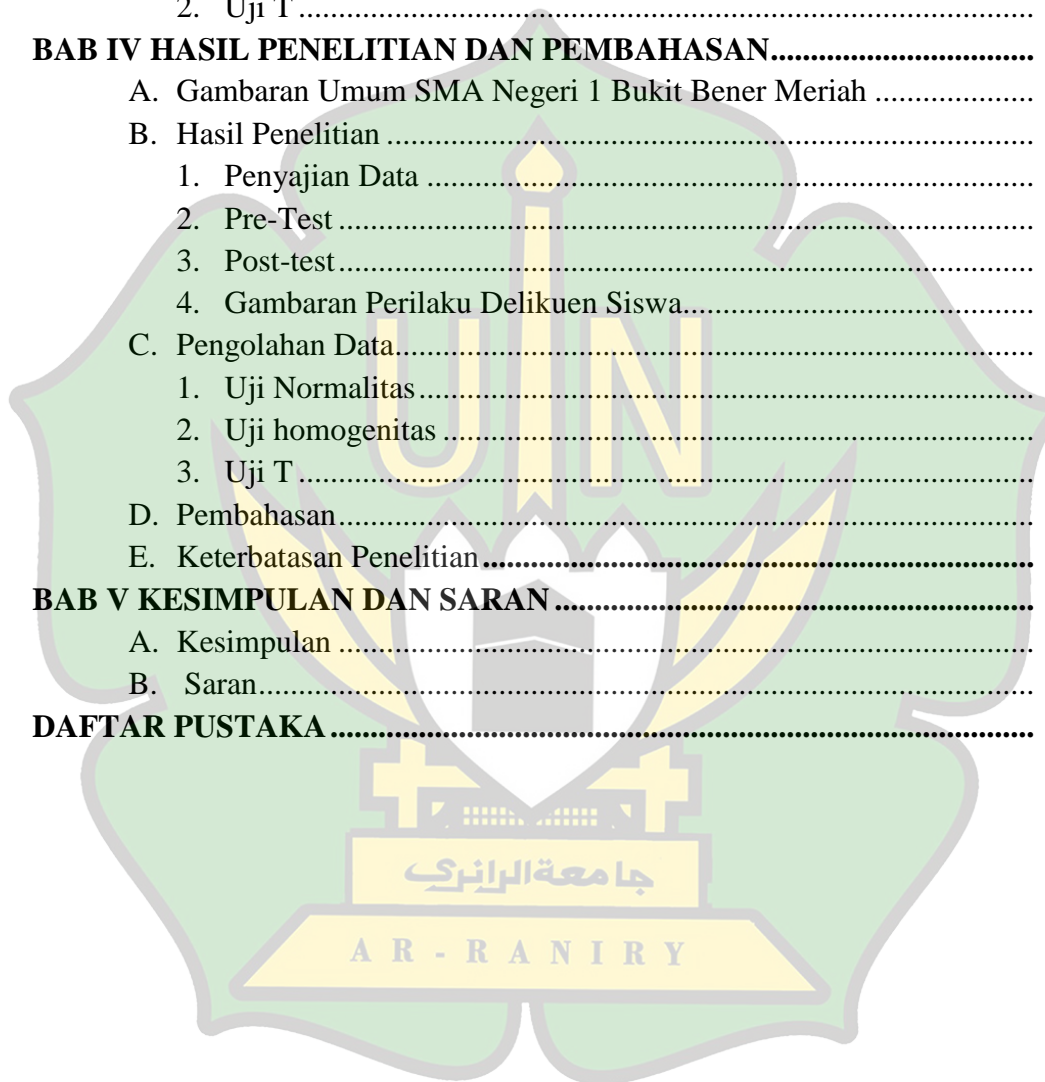 2. Uji T ........................................................................
BAB IV HASIL PENELITIAN DAN PEMBAHASAN.................................
A. Gambaran Umum SMA Negeri 1 Bukit Bener Meriah ....................
B. Hasil Penelitian ...................................................................
1. Penyajian Data ...............................................................
2. Pre-Test ..........................................................................
3. Post-test..........................................................................
4. Gambaran Perilaku Delikuen Siswa..................................
C. Pengolahan Data..................................................................
1. Uji Normalitas..................................................................
2. Uji homogenitas ...............................................................
3. Uji T ..............................................................................
D. Pembahasan........................................................................
E. Keterbatasan Penelitian.......................................................
BAB V KESIMPULAN DAN SARAN.................................................
A. Kesimpulan .........................................................................
B. Saran..................................................................................
DAFTAR PUSTAKA........................................................................
UIN
جامعةالرانري
AR-RANIRY